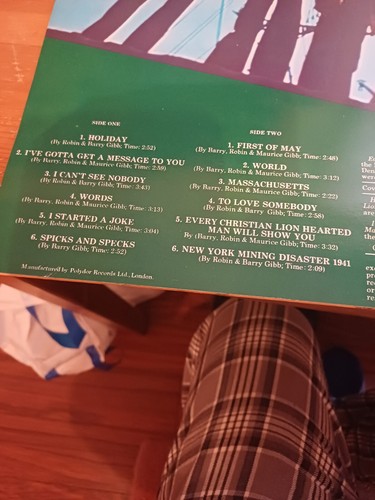 SIDE ONE
1. HOLIDAY
(By Barry, Robin Gibb; Time: 2:52)
2. I'VE GOTTA GET A MESSAGE TO YOU
(By Barry, Robin & Maurice Gibb; Time: 2:59)
3. I CAN'T SEE NOBODY
(By Barry & Robin Gibb; Time: 3:43)
4. WORDS
(By Barry, Robin & Maurice Gibb; Time: 3:13)
5. I STARTED A JOKE
(By Barry, Robin & Maurice Gibb; Time: 3:04)
6. SPICKS AND SPECKS
(By Barry Gibb; Time: 2:52)
Manufactured by Polydor Records Ltd., London.
SIDE TWO
1. FIRST OF MAY
(By Barry, Robin & Maurice Gibb; Time: 2:48)
2. WORLD
(By Barry, Robin & Maurice Gibb; Time: 3:12)
3. MASSACHUSETTS
(By Barry, Robin & Maurice Gibb; Time: 2:22)
4. TO LOVE SOMEBODY
(By Robin & Barry Gibb; Time: 2:58)
5. EVERY CHRISTIAN LION HEARTED
MAN WILL SHOW YOU
By (Barry, Robin & Maurice Gibb; Time: 3:32)
6. NEW YORK MINING DISASTER 1941
(By Robin & Barry Gibb; Time: 2:09)